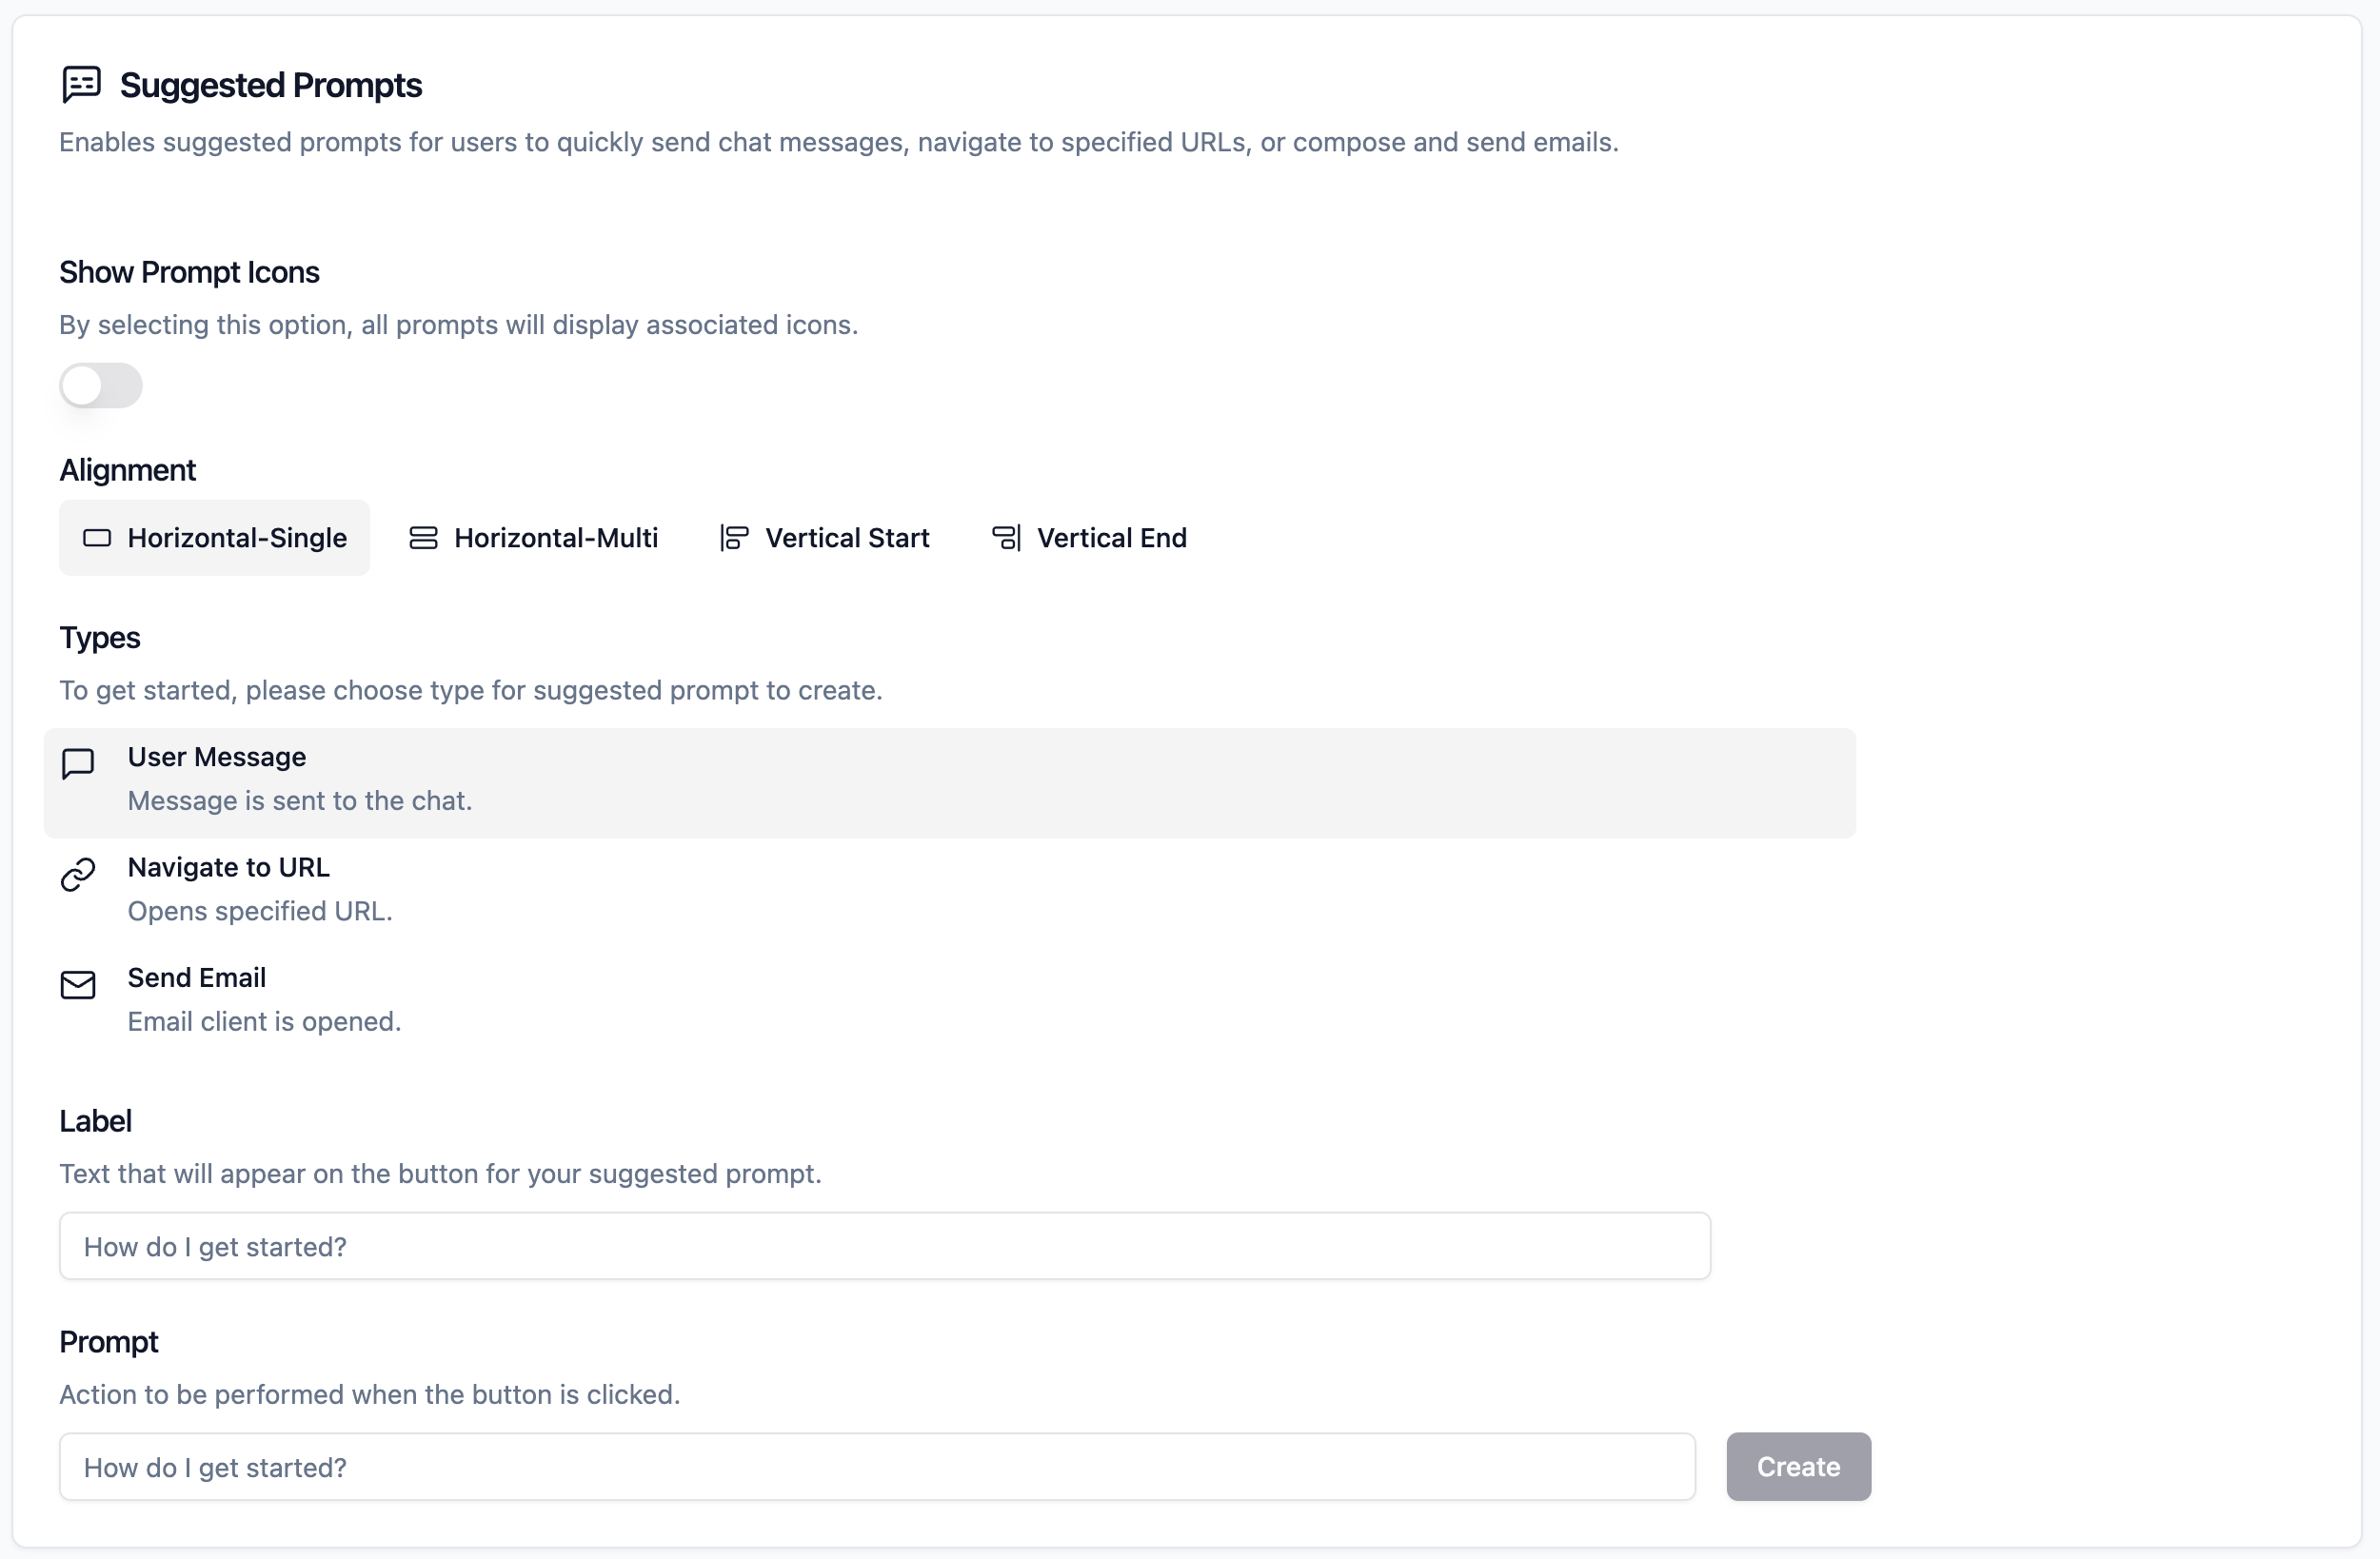 Suggested Prompts
Enables suggested prompts for users to quickly send chat messages, navigate to specified URLs, or compose and send emails.
Show Prompt Icons
By selecting this option, all prompts will display associated icons.
Alignment
Horizontal-Single Horizontal-Multi Vertical Start Vertical End
Types
To get started, please choose type for suggested prompt to create.
User Message
Message is sent to the chat.
Navigate to URL
Opens specified URL.
Send Email
Email client is opened.
Label
Text that will appear on the button for your suggested prompt.
How do I get started?
Prompt
Action to be performed when the button is clicked.
How do I get started? Create